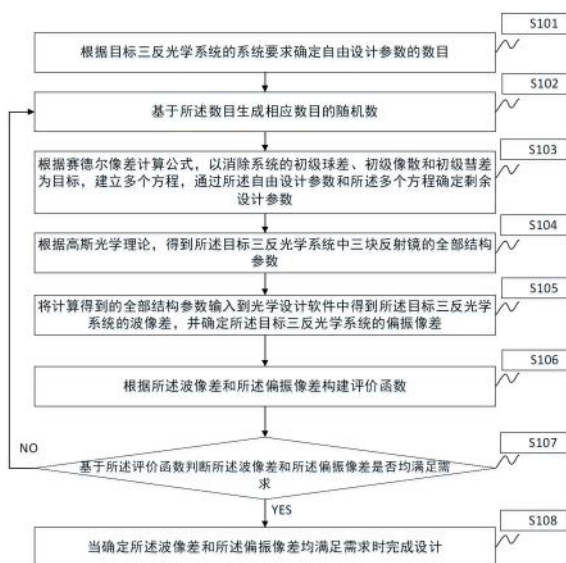 S101
根据目标三反光学系统的系统要求确定自由设计参数的数目
S102
基于所述数目生成相应数目的随机数
S103
根据赛德尔像差计算公式，以消除系统的初级球差、初级像散和初级彗差
为目标，建立多个方程，通过所述自由设计参数和所述多个方程确定剩余
设计参数
S104
根据高斯光学理论，得到所述目标三反光学系统中三块反射镜的全部结构
参数
S105
将计算得到的全部结构参数输入到光学设计软件中得到所述目标三反光学
系统的波像差，并确定所述目标三反光学系统的偏振像差
S106
根据所述波像差和所述偏振像差构建评价函数
NO
S107
基于所述评价函数判断所述波像差和所述偏振像差是否均满足需
求
YES
S108
当确定所述波像差和所述偏振像差均满足需求时完成设计